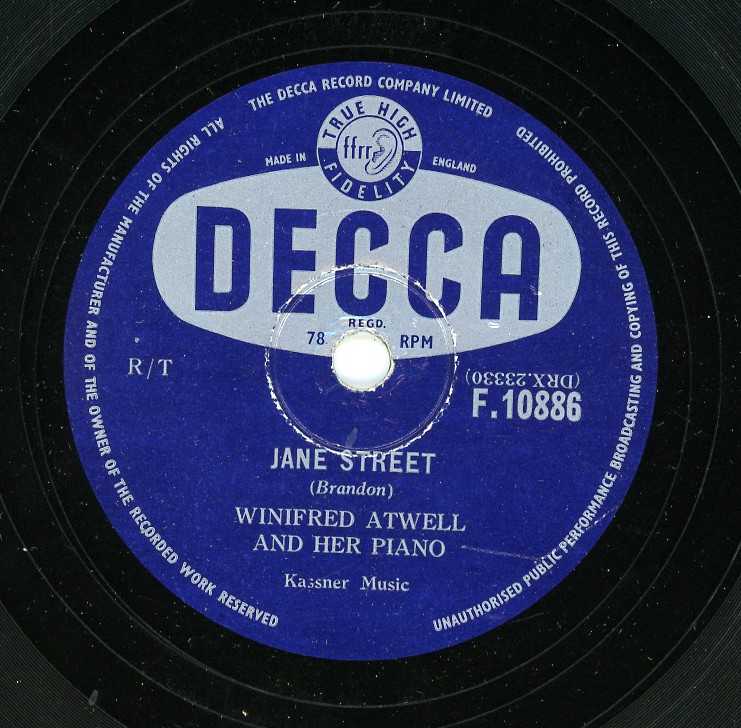 ALL RIGHTS OF THE MANUFACTURER AND OF THE OWNER OF THE RECORDED WORK RESERVED
THE DECCA RECORD COMPANY LIMITED
UNAUTHORISED PUBLIC PERFORMANCE BROADCASTING AND COPYING OF THIS RECORD PROHIBITED
TRUE HIGH
ffrr
FIDELITY
MADE IN ENGLAND
DECCA
REGD.
78 RPM
R/T
(DRX.23330)
F.10886
JANE STREET
(Brandon)
WINIFRED ATWELL
AND HER PIANO
Kassner Music